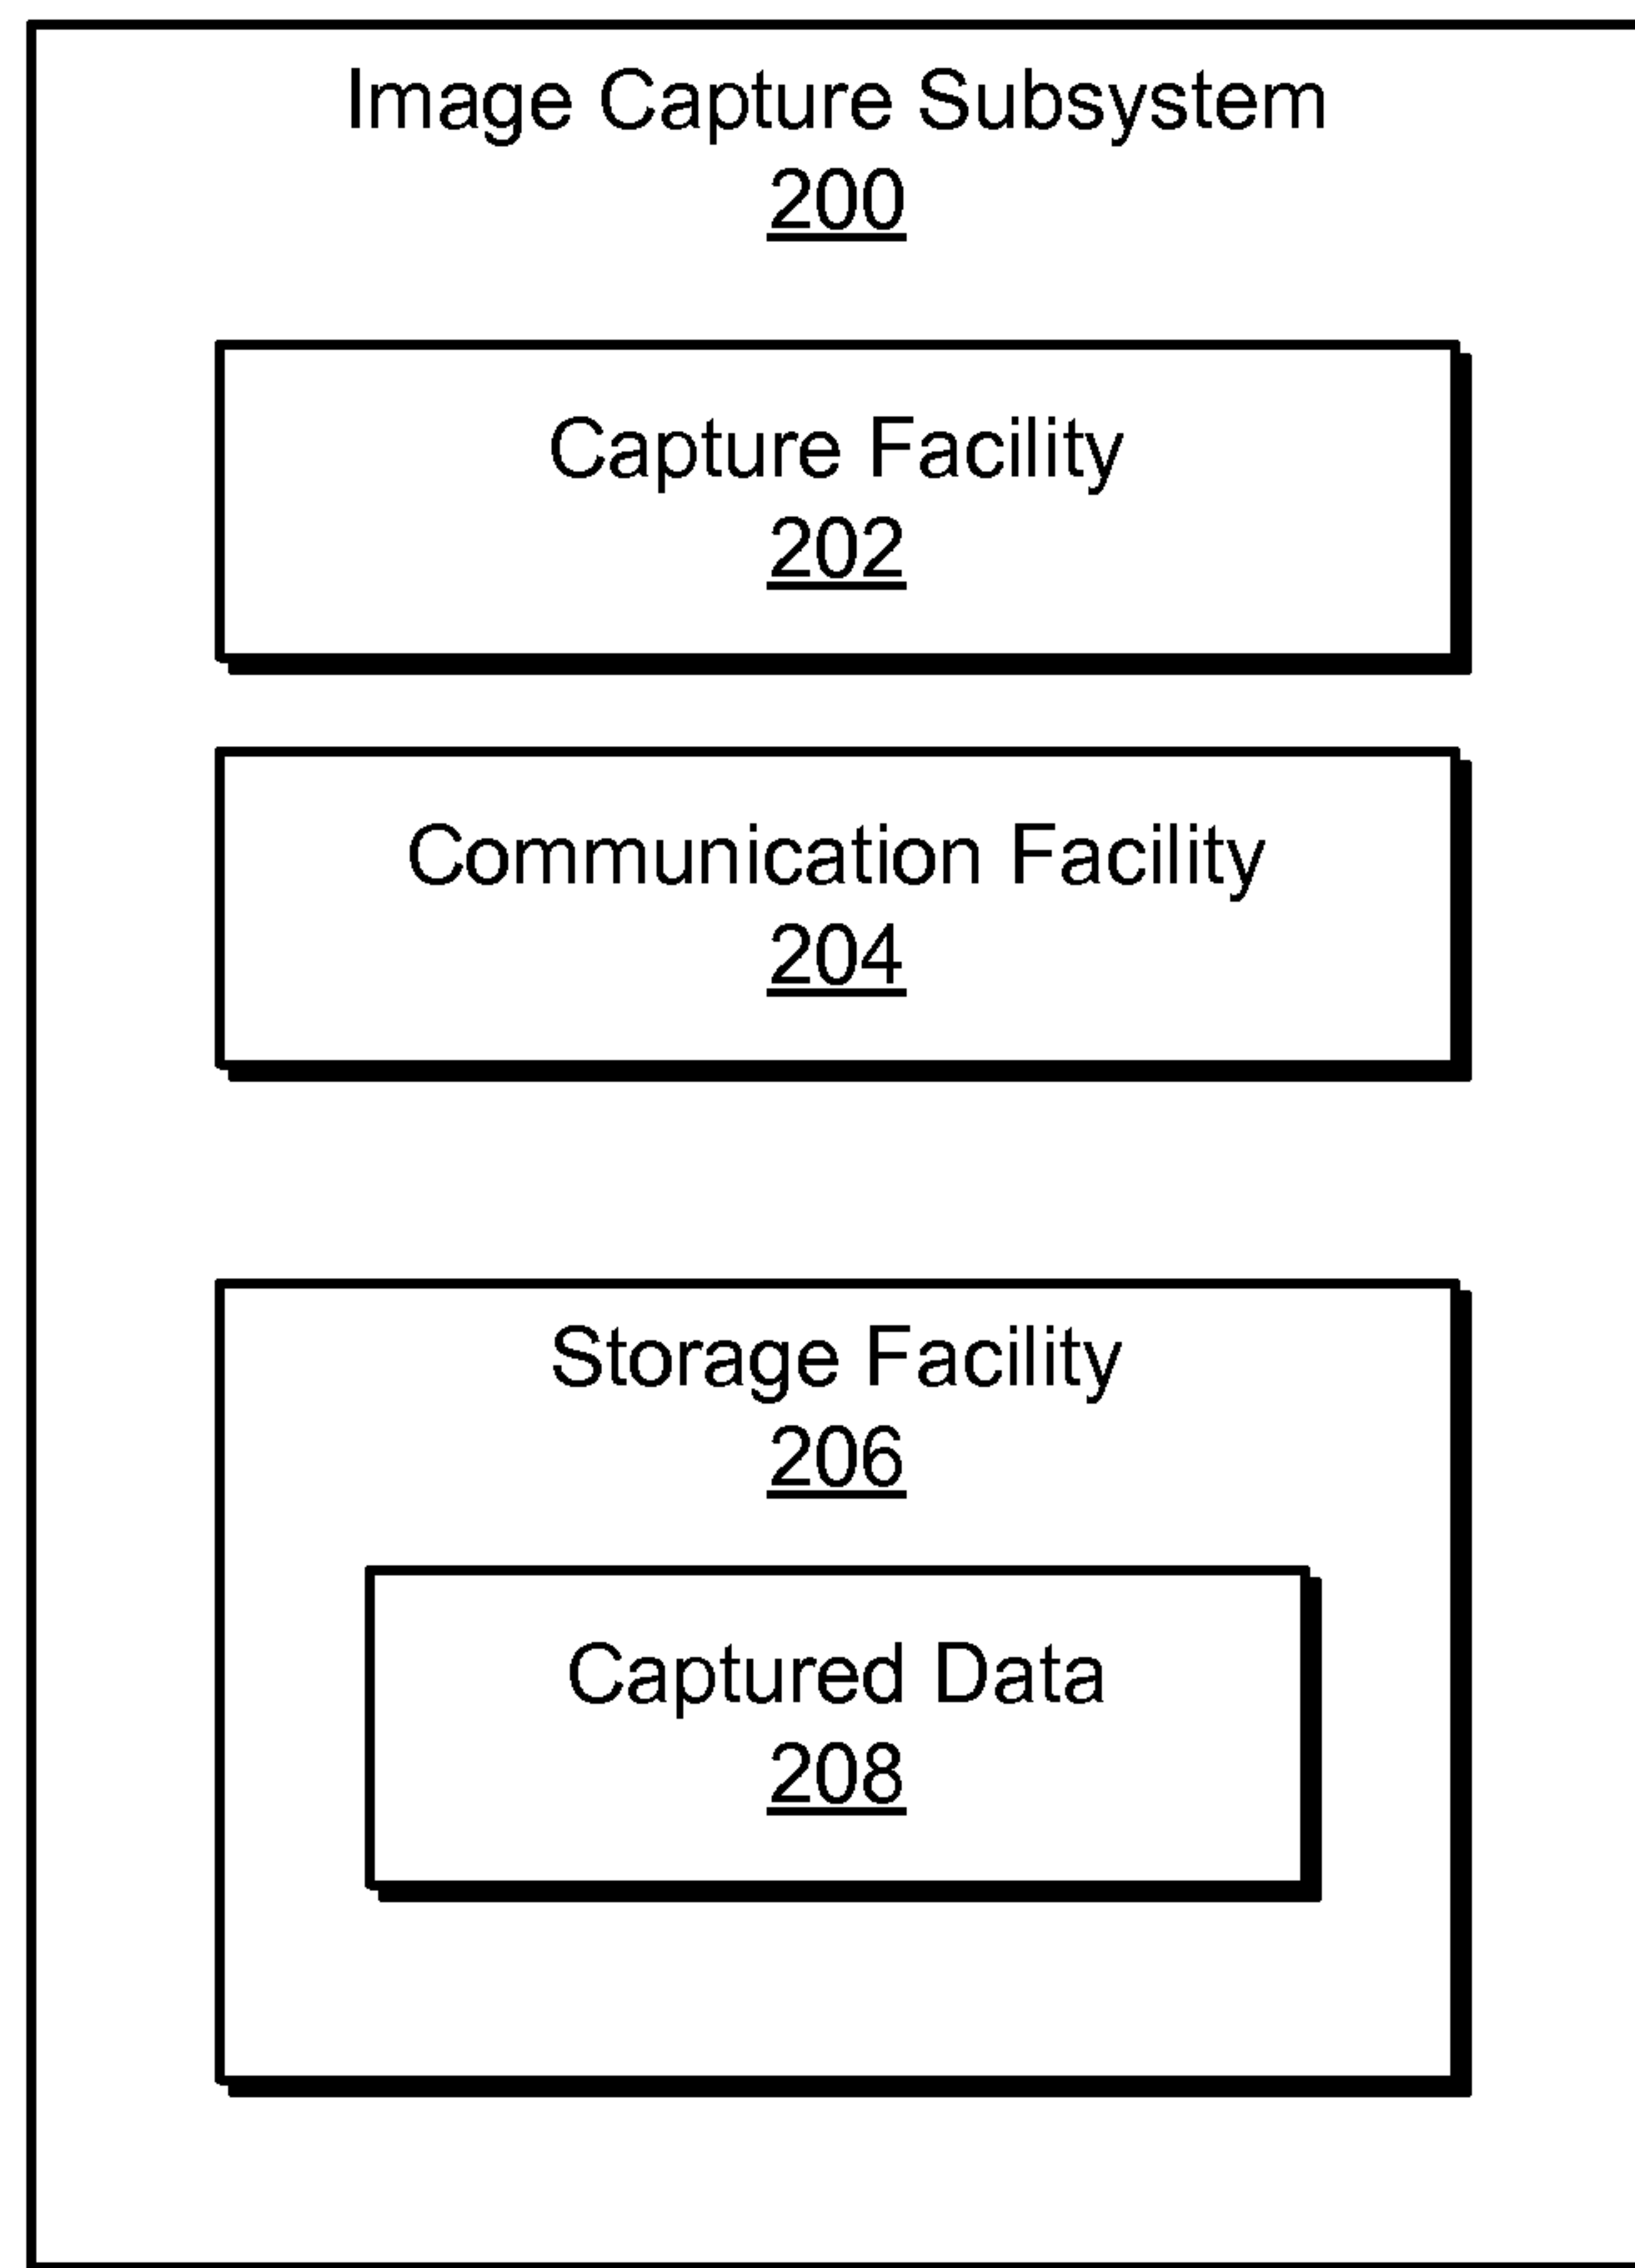 Image Capture Subsystem
200
Capture Facility
202
Communication Facility
204
Storage Facility
206
Captured Data
208